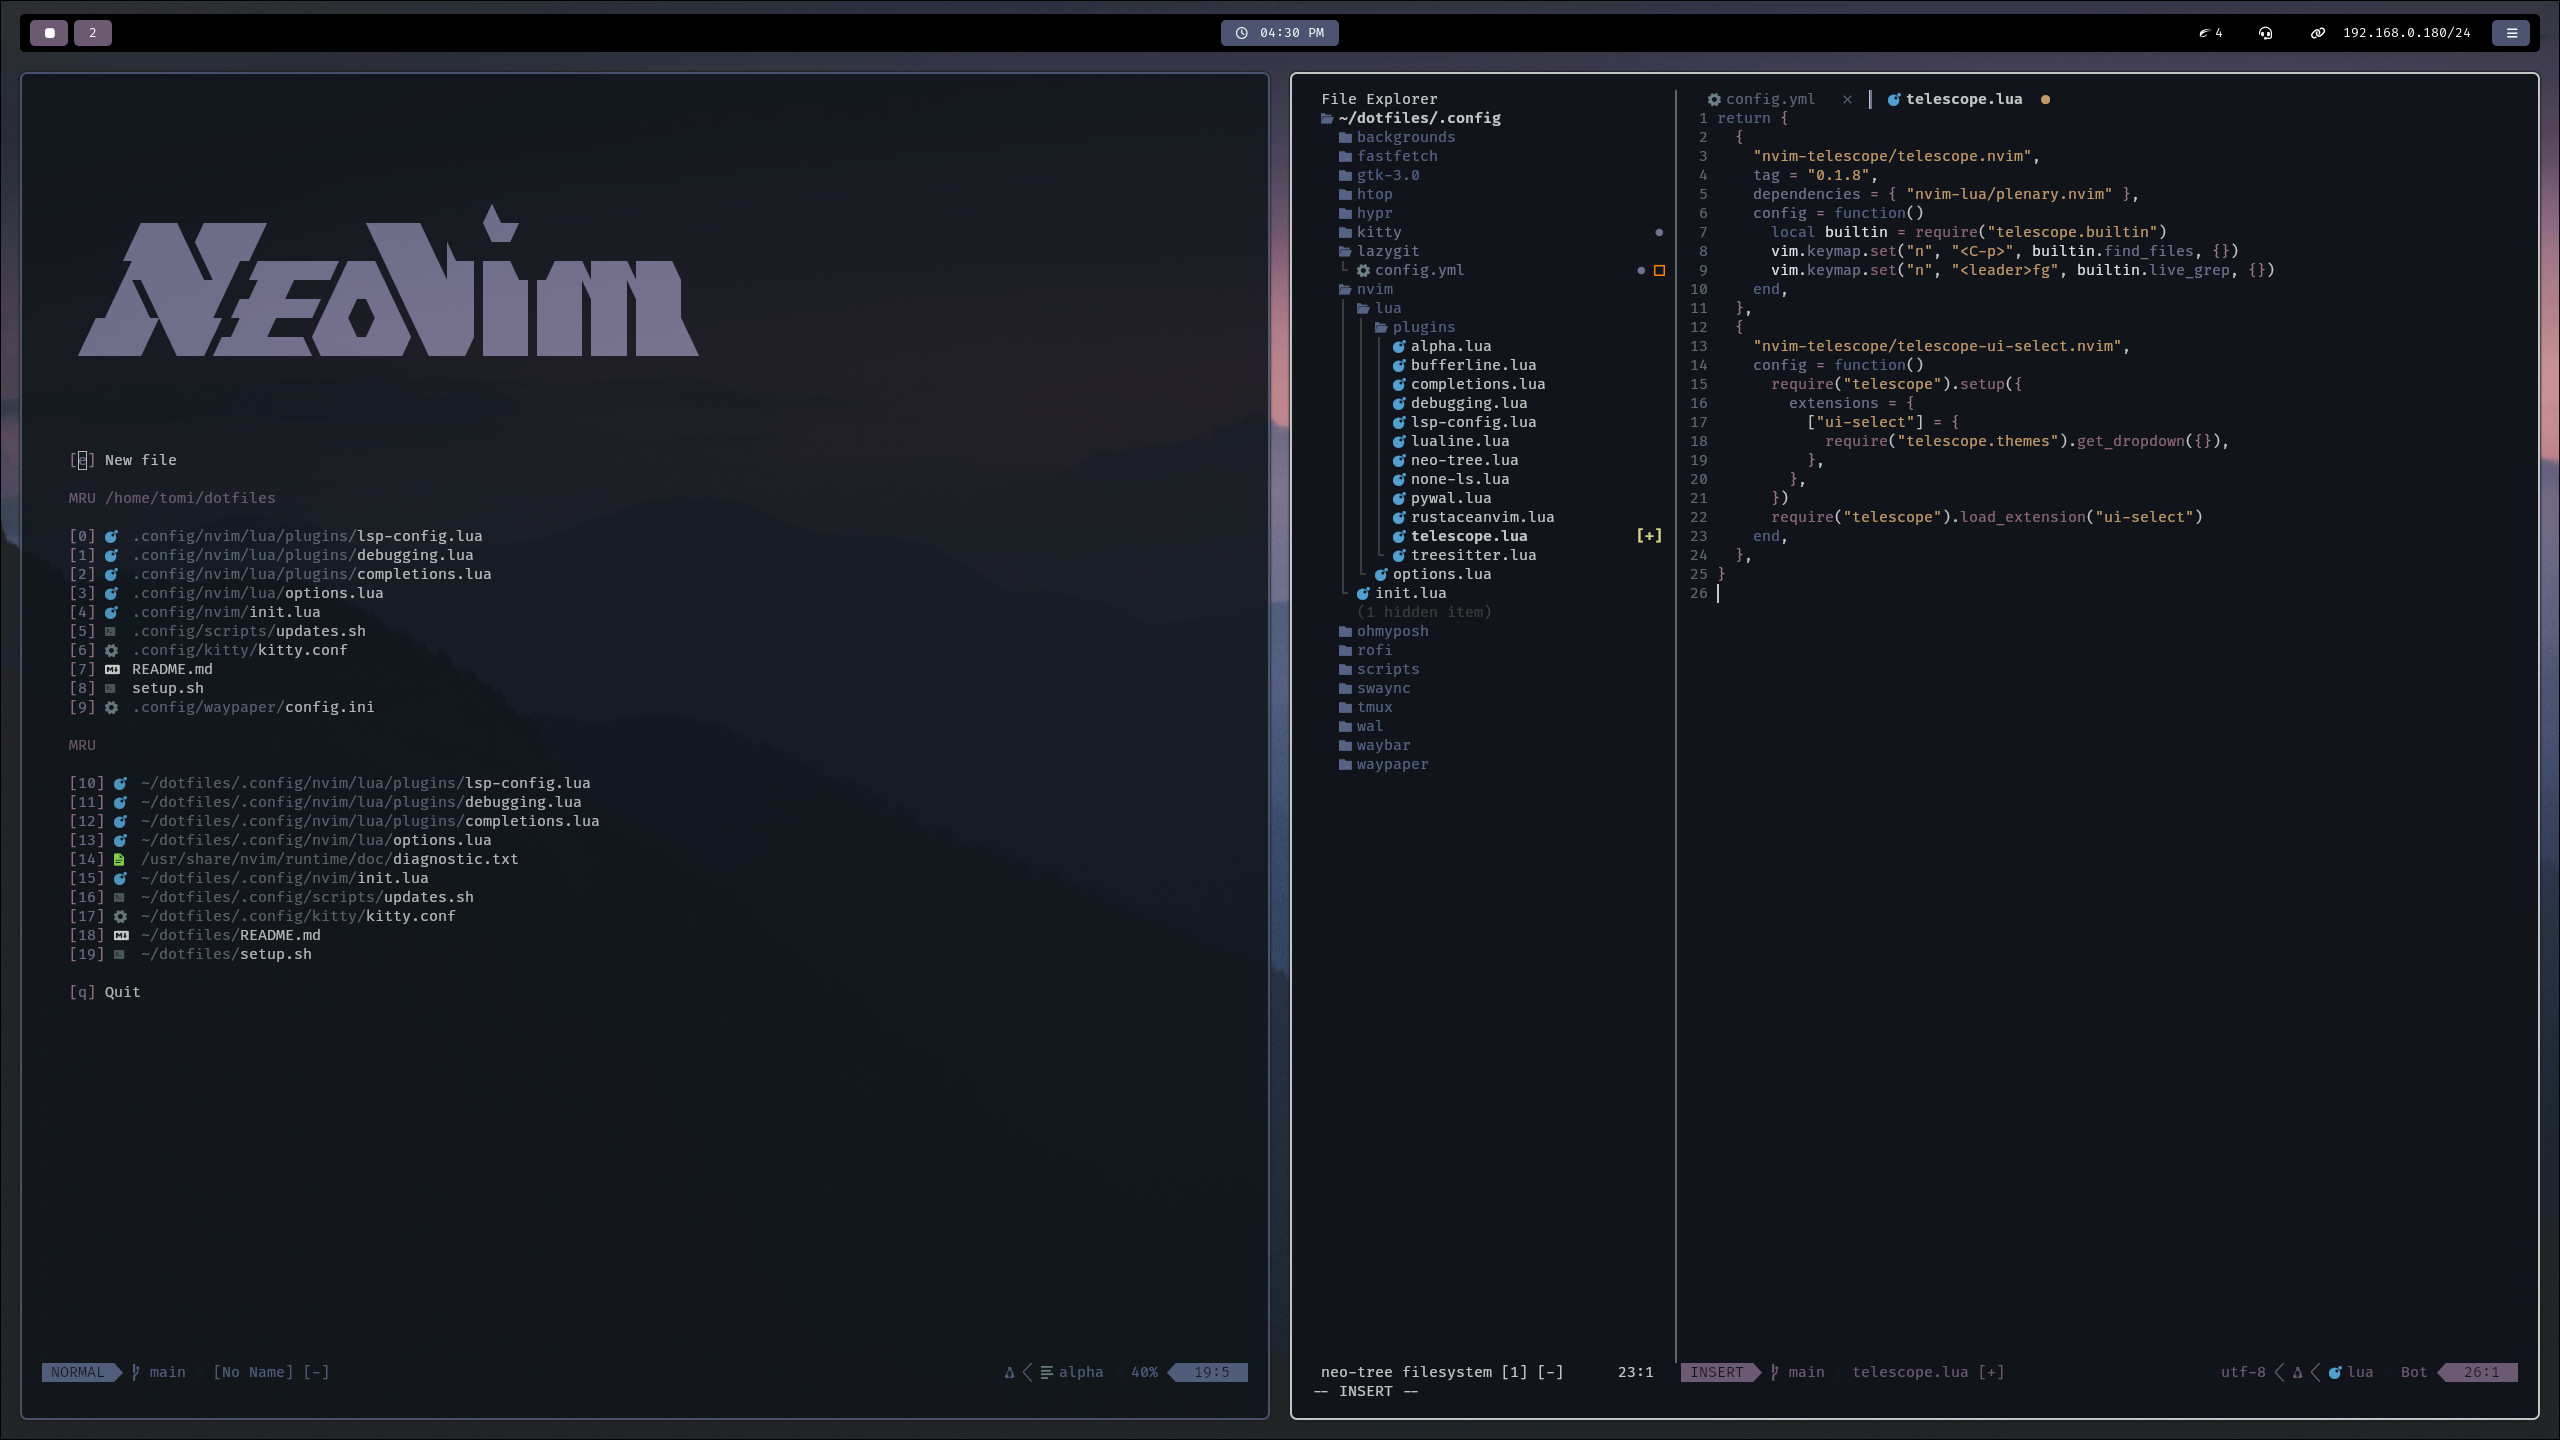 2
04:30 PM
4
192.168.0.180/24
NEOVIM
[e] New file
MRU /home/tomi/dotfiles
[0] .config/nvim/lua/plugins/lsp-config.lua
[1] .config/nvim/lua/plugins/debugging.lua
[2] .config/nvim/lua/plugins/completions.lua
[3] .config/nvim/lua/options.lua
[4] .config/nvim/init.lua
[5] .config/scripts/updates.sh
[6] .config/kitty/kitty.conf
[7] README.md
[8] setup.sh
[9] .config/waypaper/config.ini
MRU
[10] ~/dotfiles/.config/nvim/lua/plugins/lsp-config.lua
[11] ~/dotfiles/.config/nvim/lua/plugins/debugging.lua
[12] ~/dotfiles/.config/nvim/lua/plugins/completions.lua
[13] ~/dotfiles/.config/nvim/lua/options.lua
[14] /usr/share/nvim/runtime/doc/diagnostic.txt
[15] ~/dotfiles/.config/nvim/init.lua
[16] ~/dotfiles/.config/scripts/updates.sh
[17] ~/dotfiles/.config/kitty/kitty.conf
[18] ~/dotfiles/README.md
[19] ~/dotfiles/setup.sh
[q] Quit
NORMAL main [No Name] [-] alpha 40% 19:5
File Explorer
~/dotfiles/.config
backgrounds
fastfetch
gtk-3.0
htop
hypr
kitty
lazygit
config.yml
nvim
lua
plugins
alpha.lua
bufferline.lua
completions.lua
debugging.lua
lsp-config.lua
lualine.lua
neo-tree.lua
none-ls.lua
pywal.lua
rustaceanvim.lua
telescope.lua [+]
treesitter.lua
options.lua
init.lua
(1 hidden item)
ohmyposh
rofi
scripts
swaync
tmux
wal
waybar
waypaper
neo-tree filesystem [1] [-] 23:1
-- INSERT --
config.yml × telescope.lua
1 return {
2   {
3     "nvim-telescope/telescope.nvim",
4     tag = "0.1.8",
5     dependencies = { "nvim-lua/plenary.nvim" },
6     config = function()
7       local builtin = require("telescope.builtin")
8       vim.keymap.set("n", "<C-p>", builtin.find_files, {})
9       vim.keymap.set("n", "<leader>fg", builtin.live_grep, {})
10     end,
11   },
12   {
13     "nvim-telescope/telescope-ui-select.nvim",
14     config = function()
15       require("telescope").setup({
16         extensions = {
17           ["ui-select"] = {
18             require("telescope.themes").get_dropdown({}),
19           },
20         },
21       })
22       require("telescope").load_extension("ui-select")
23     end,
24   },
25 }
26
INSERT main telescope.lua [+] utf-8 lua Bot 26:1